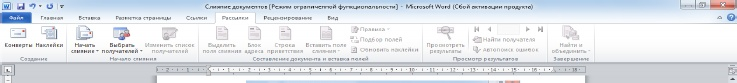 Слияние документов [Режим ограниченной функциональности] - Microsoft Word (Сбой активации продукта)
Файл Главная Вставка Разметка страницы Ссылки Рассылки Рецензирование Вид
Конверты Наклейки
Создание
Начать слияние Выбрать получателей Изменить список получателей
Начало слияния
Выделить поля слияния Блок адреса Строка приветствия Вставить поле слияния
Правила
Подбор полей
Обновить наклейки
Составление документа и вставка полей
Просмотреть результаты
Найти получателя
Автопоиск ошибок
Просмотр результатов
Найти и объединить
Завершение